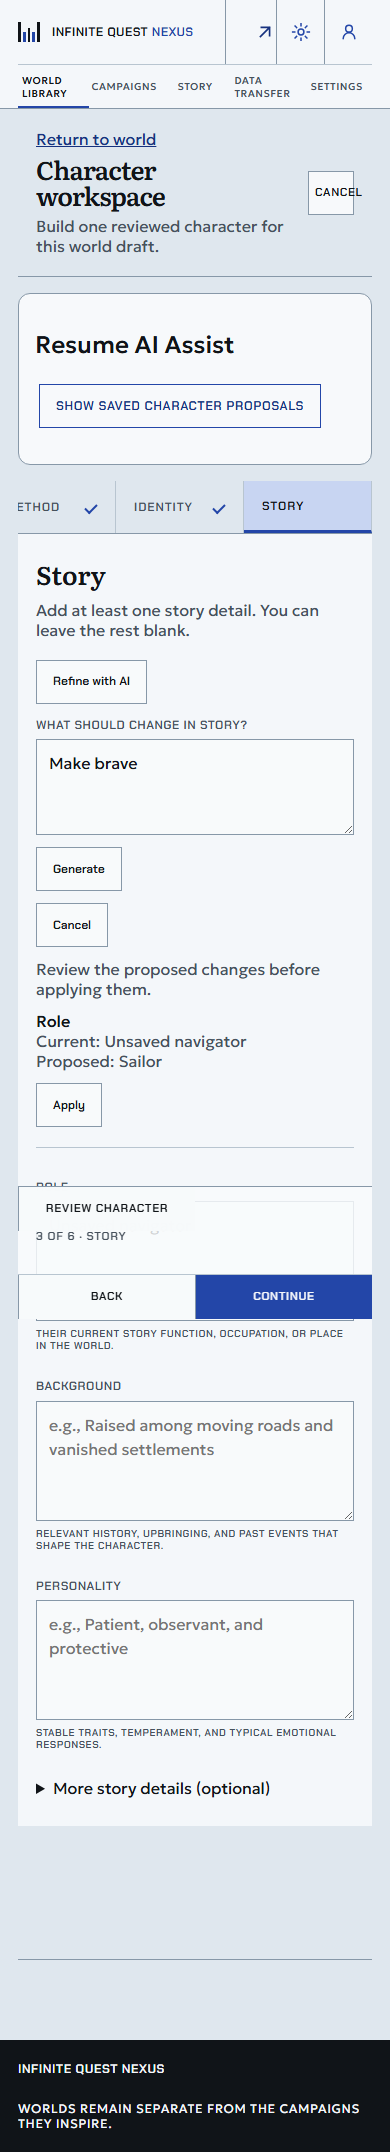 INFINITE QUEST NEXUS
WORLD
LIBRARY
CAMPAIGNS
STORY
DATA
TRANSFER
SETTINGS
Return to world
Character
workspace
CANCEL
Build one reviewed character for
this world draft.
Resume AI Assist
SHOW SAVED CHARACTER PROPOSALS
ETHOD
IDENTITY
STORY
Story
Add at least one story detail. You can
leave the rest blank.
Refine with AI
WHAT SHOULD CHANGE IN STORY?
Make brave
Generate
Cancel
Review the proposed changes before
applying them.
Role
Current: Unsaved navigator
Proposed: Sailor
Apply
ROLE
REVIEW CHARACTER
3 OF 6 · STORY
BACK
CONTINUE
THEIR CURRENT STORY FUNCTION, OCCUPATION, OR PLACE
IN THE WORLD.
BACKGROUND
e.g., Raised among moving roads and
vanished settlements
RELEVANT HISTORY, UPBRINGING, AND PAST EVENTS THAT
SHAPE THE CHARACTER.
PERSONALITY
e.g., Patient, observant, and
protective
STABLE TRAITS, TEMPERAMENT, AND TYPICAL EMOTIONAL
RESPONSES.
More story details (optional)
INFINITE QUEST NEXUS
WORLDS REMAIN SEPARATE FROM THE CAMPAIGNS
THEY INSPIRE.